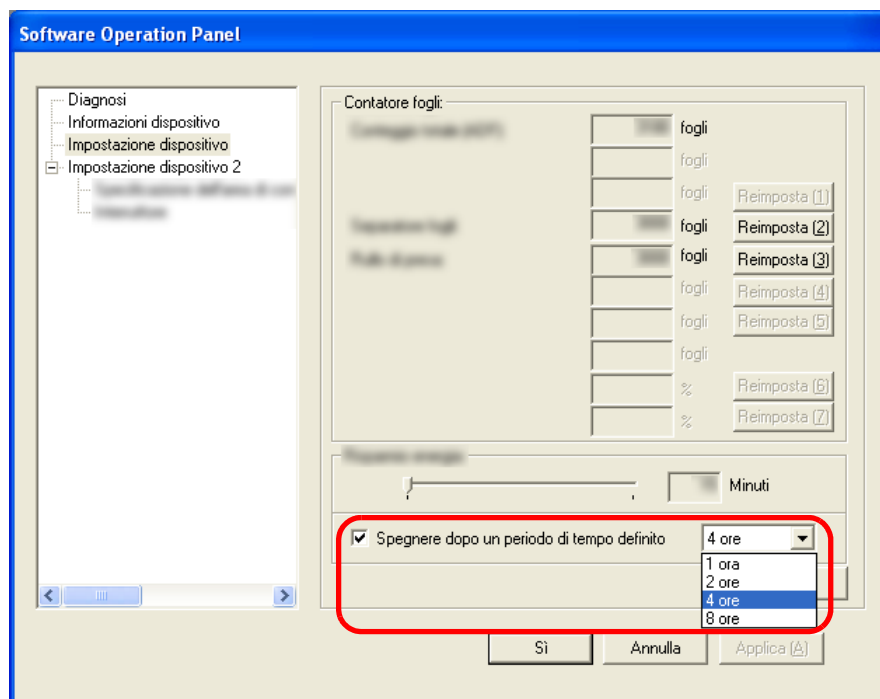 Software Operation Panel
Diagnosi
Informazioni dispositivo
Impostazione dispositivo
Impostazione dispositivo 2
Contatore fogli:
fogli
fogli
fogli Reimposta (1)
fogli Reimposta (2)
fogli Reimposta (3)
fogli Reimposta (4)
fogli Reimposta (5)
fogli
% Reimposta (6)
% Reimposta (7)
Minuti
Spegnere dopo un periodo di tempo definito 4 ore
1 ora
2 ore
4 ore
8 ore
Sì Annulla Applica (A)